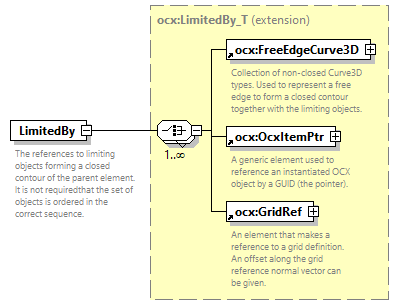 ocx:LimitedBy_T (extension)
ocx:FreeEdgeCurve3D
Collection of non-closed Curve3D
types. Used to represent a free
edge to form a closed contour
together with the limiting objects.
LimitedBy
1..∞
The references to limiting
objects forming a closed
contour of the parent element.
It is not requiredthat the set of
objects is ordered in the
correct sequence.
ocx:OcxItemPtr
A generic element used to
reference an instantiated OCX
object by a GUID (the pointer).
ocx:GridRef
An element that makes a
reference to a grid definition.
An offset along the grid
reference normal vector can
be given.